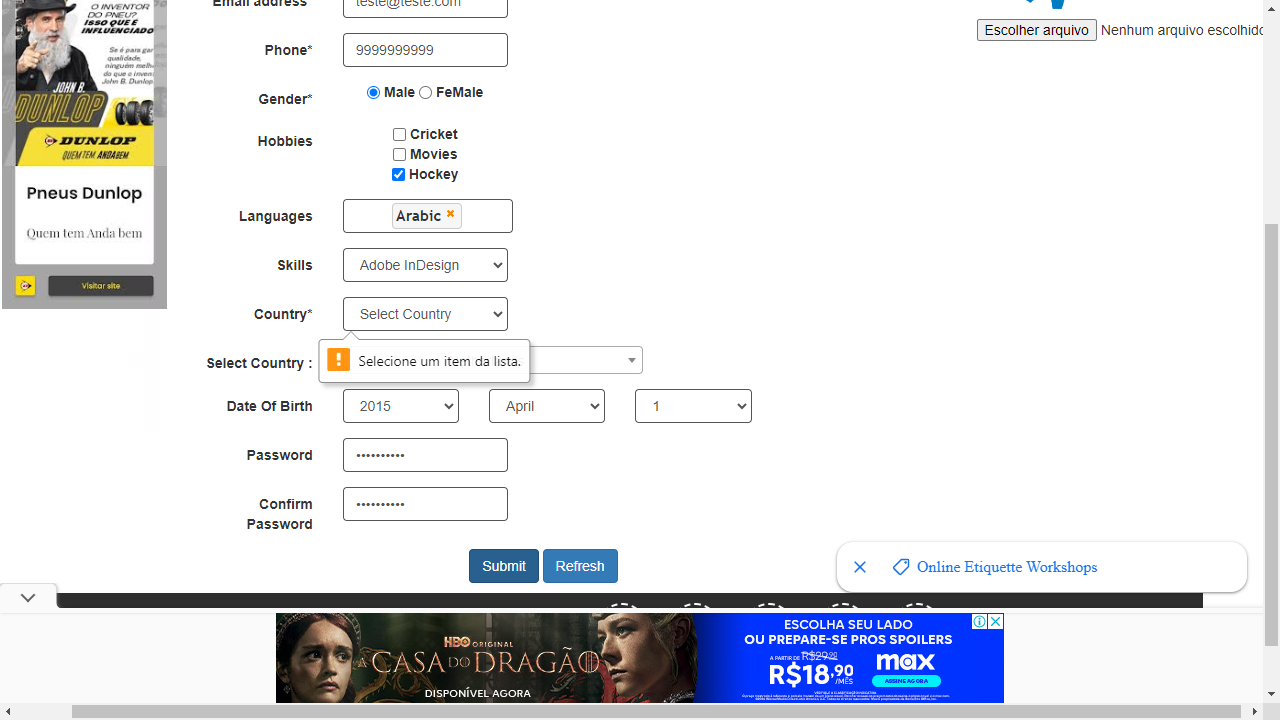 Email address
teste@teste.com
Escolher arquivo Nenhum arquivo escolhido
O INVENTOR
DO PNEU?
ISSO QUE É
INFLUENCIADOR
Se é para gar
qualidade,
ninguém melh
do que o inven
John B. Dunlop.
JOHN B.
DUNLOP
DUNLOP
QUEM TEM, ANDA BEM
Pneus Dunlop
Quem tem Anda bem
Visitar site
Phone*
9999999999
Gender*
Male FeMale
Hobbies
Cricket
Movies
Hockey
Languages
Arabic
Skills
Adobe InDesign
Country*
Select Country
Select Country :
Selecione um item da lista.
Date Of Birth
2015 April 1
Password
••••••••••
Confirm
Password
••••••••••
Submit Refresh
Online Etiquette Workshops
HBO ORIGINAL
A CASA DO DRAGÃO
DISPONÍVEL AGORA
ESCOLHA SEU LADO
OU PREPARE-SE PROS SPOILERS
A PARTIR DE R$29,90
R$18,90 /MÊS
max
ASSINE AGORA